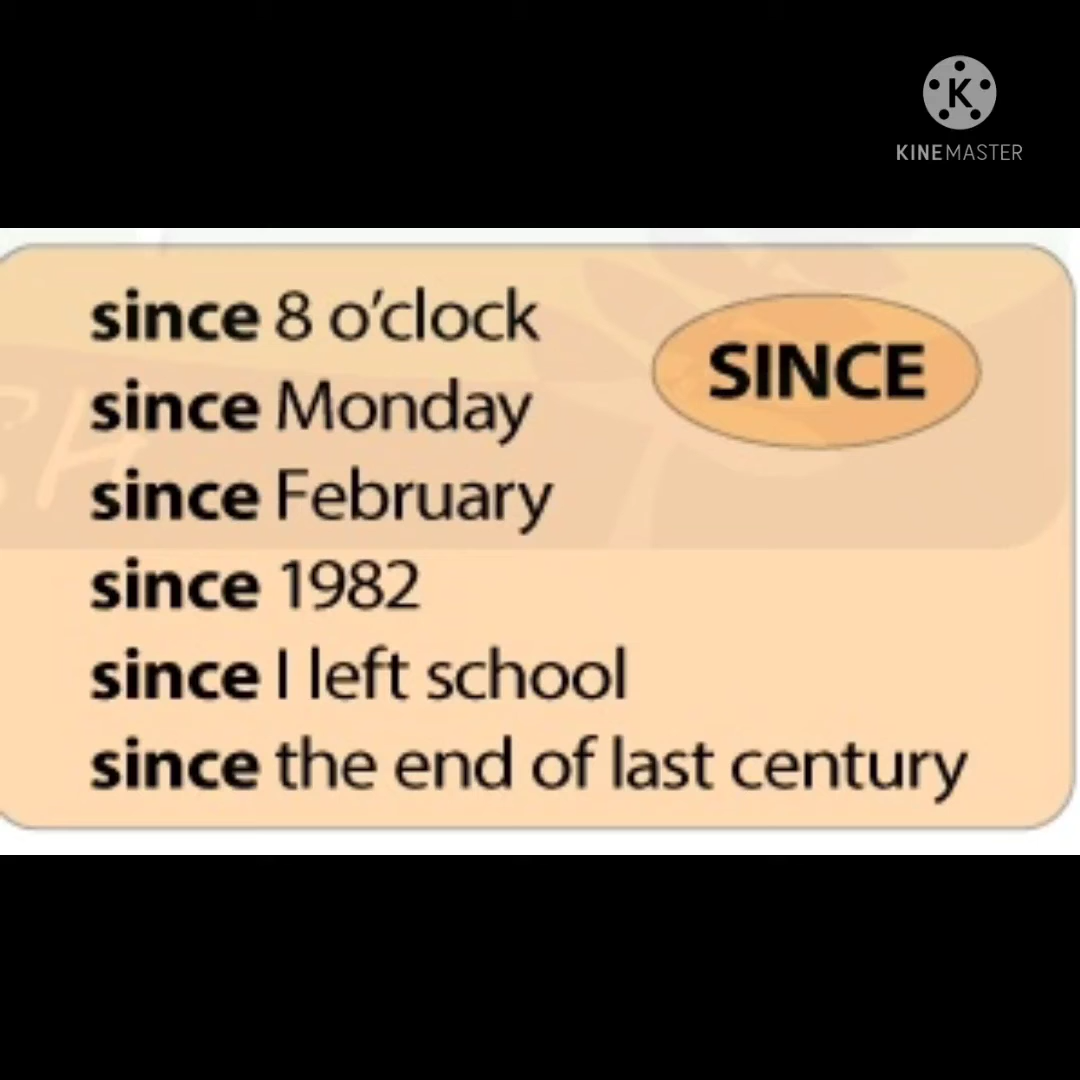 K
KINEMASTER
since 8 o'clock
SINCE
since Monday
since February
since 1982
since I left school
since the end of last century